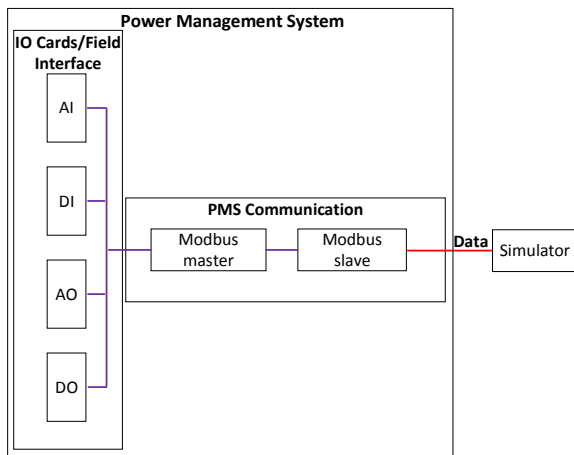 Power Management System
IO Cards/Field
Interface
AI
DI
AO
DO
PMS Communication
Modbus
master
Modbus
slave
Data
Simulator